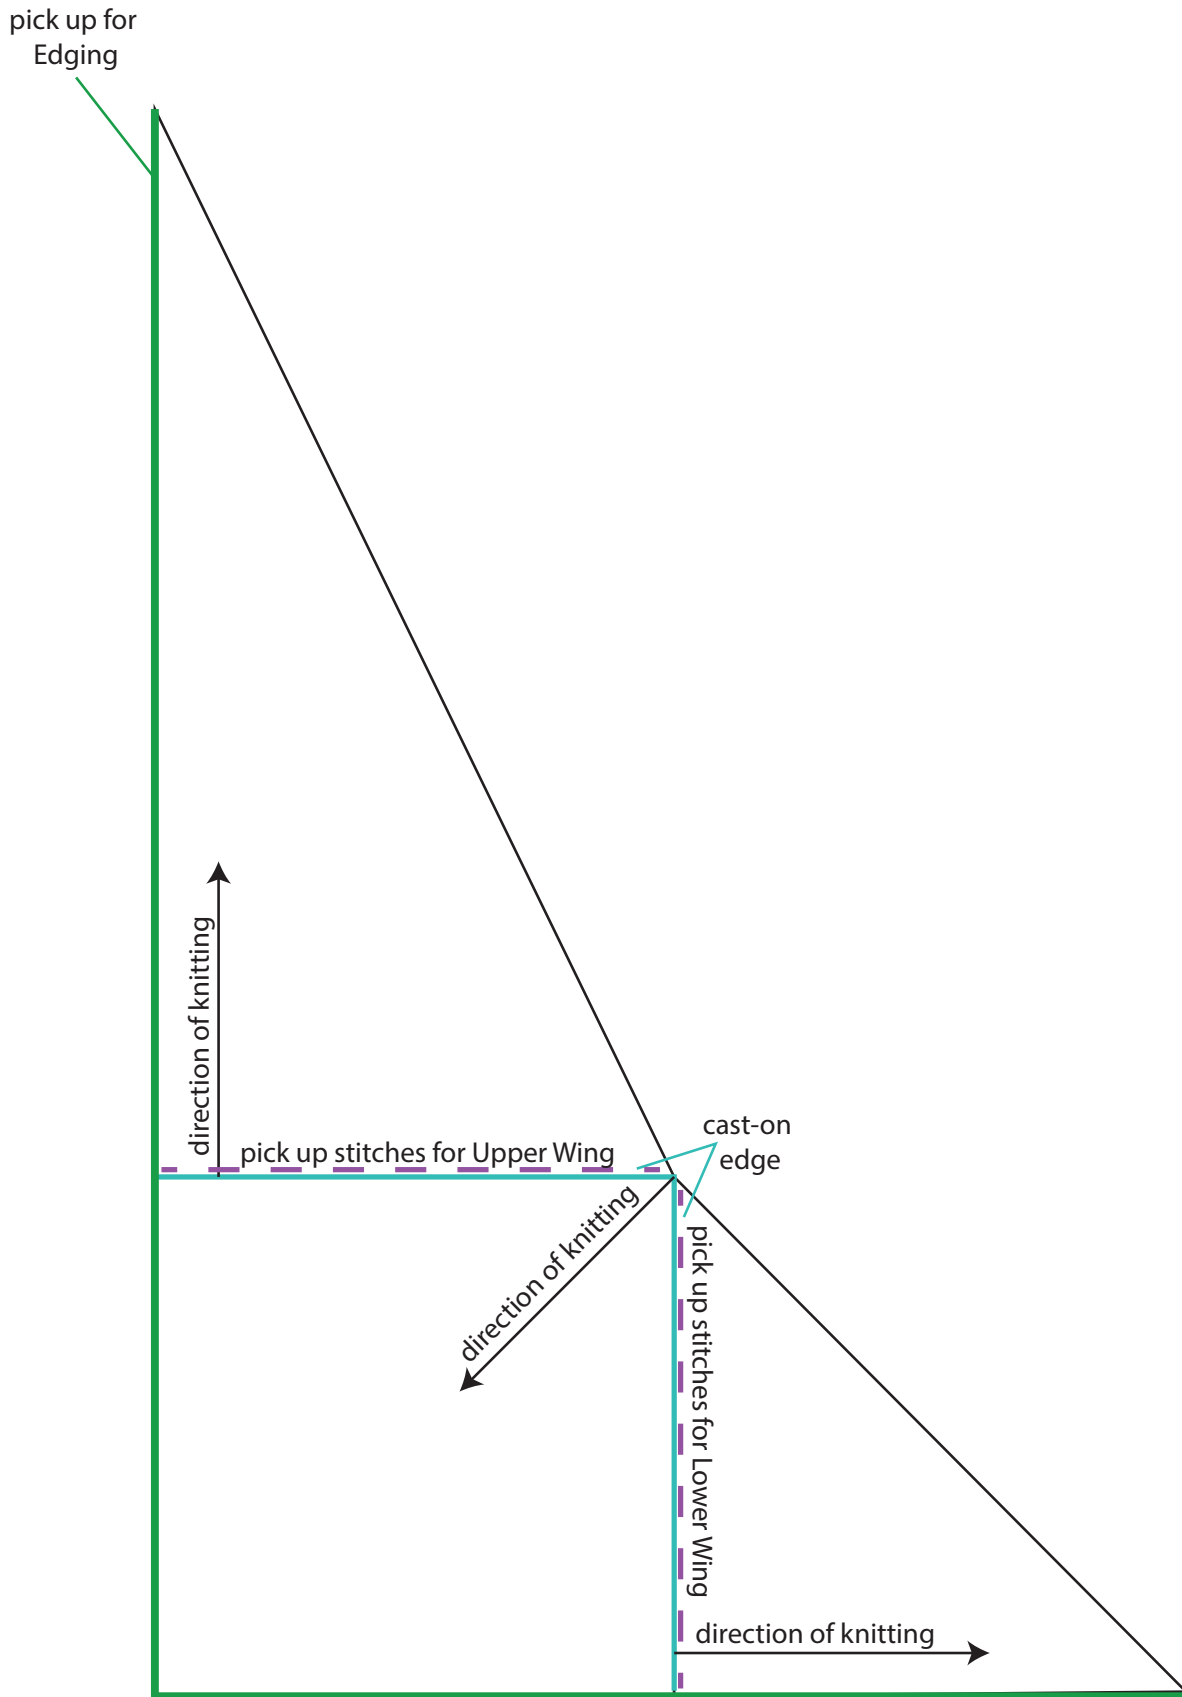 pick up for
Edging
direction of knitting
pick up stitches for Upper Wing
cast-on
edge
direction of knitting
pick up stitches for Lower Wing
direction of knitting